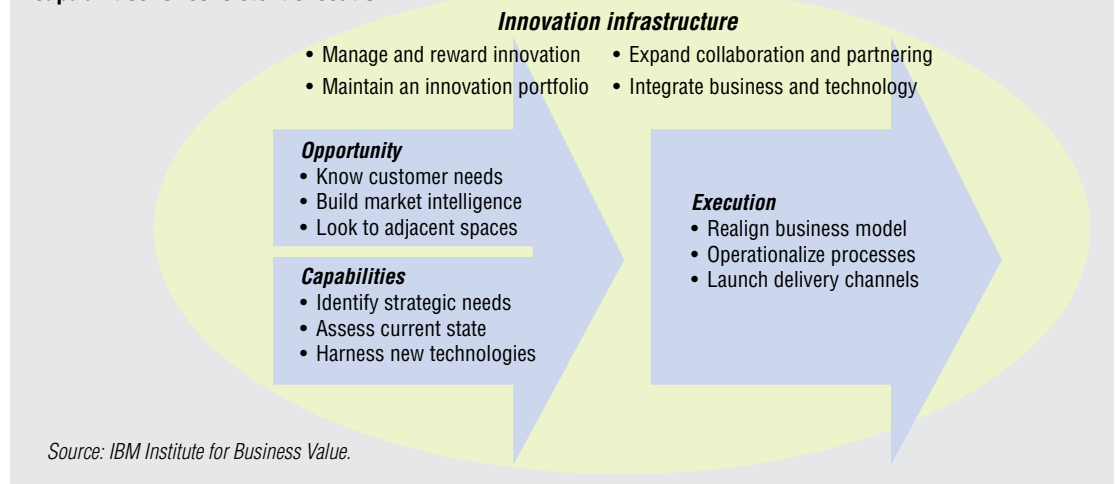 Innovation infrastructure
• Manage and reward innovation
• Maintain an innovation portfolio
• Expand collaboration and partnering
• Integrate business and technology
Opportunity
• Know customer needs
• Build market intelligence
• Look to adjacent spaces
Capabilities
• Identify strategic needs
• Assess current state
• Harness new technologies
Execution
• Realign business model
• Operationalize processes
• Launch delivery channels
Source: IBM Institute for Business Value.